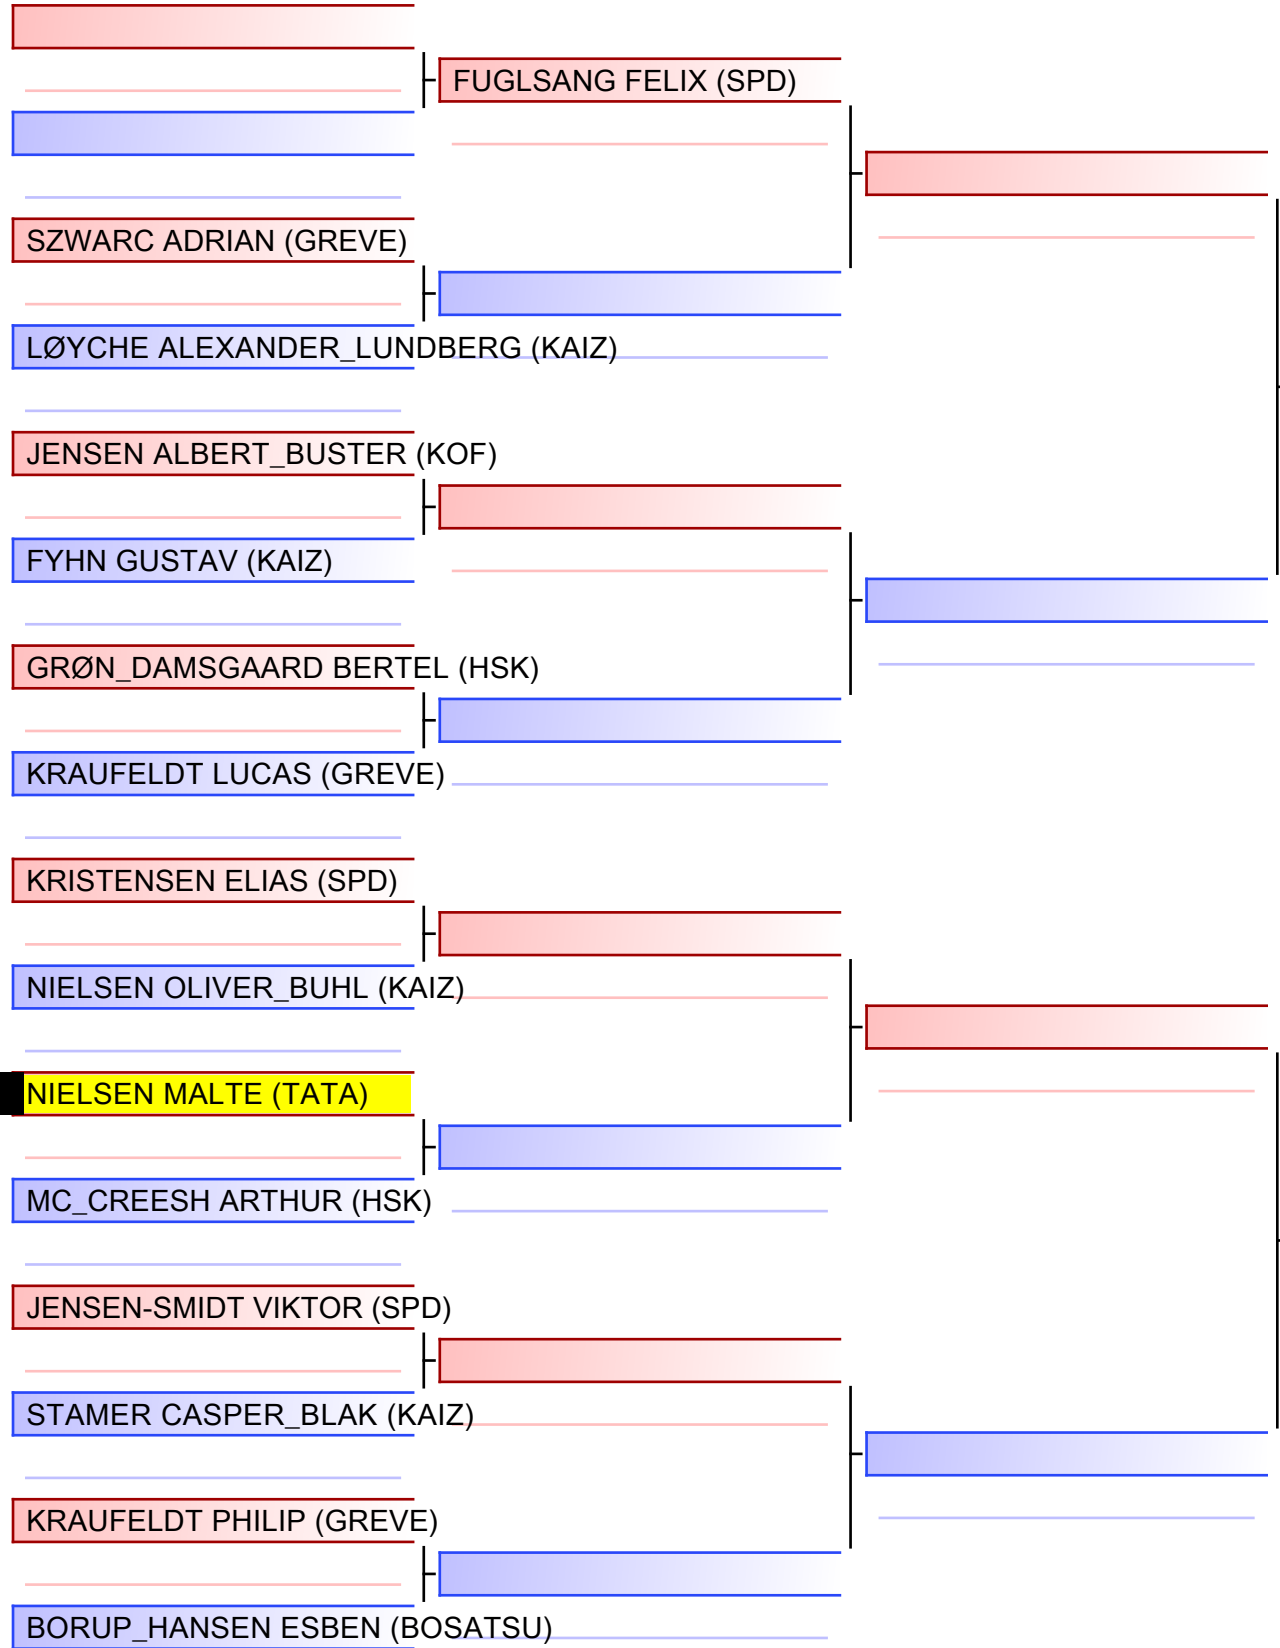 FUGLSANG FELIX (SPD)
SZWARC ADRIAN (GREVE)
LØYCHE ALEXANDER_LUNDBERG (KAIZ)
JENSEN ALBERT_BUSTER (KOF)
FYHN GUSTAV (KAIZ)
GRØN_DAMSGAARD BERTEL (HSK)
KRAUFELDT LUCAS (GREVE)
KRISTENSEN ELIAS (SPD)
NIELSEN OLIVER_BUHL (KAIZ)
NIELSEN MALTE (TATA)
MC_CREESH ARTHUR (HSK)
JENSEN-SMIDT VIKTOR (SPD)
STAMER CASPER_BLAK (KAIZ)
KRAUFELDT PHILIP (GREVE)
BORUP_HANSEN ESBEN (BOSATSU)